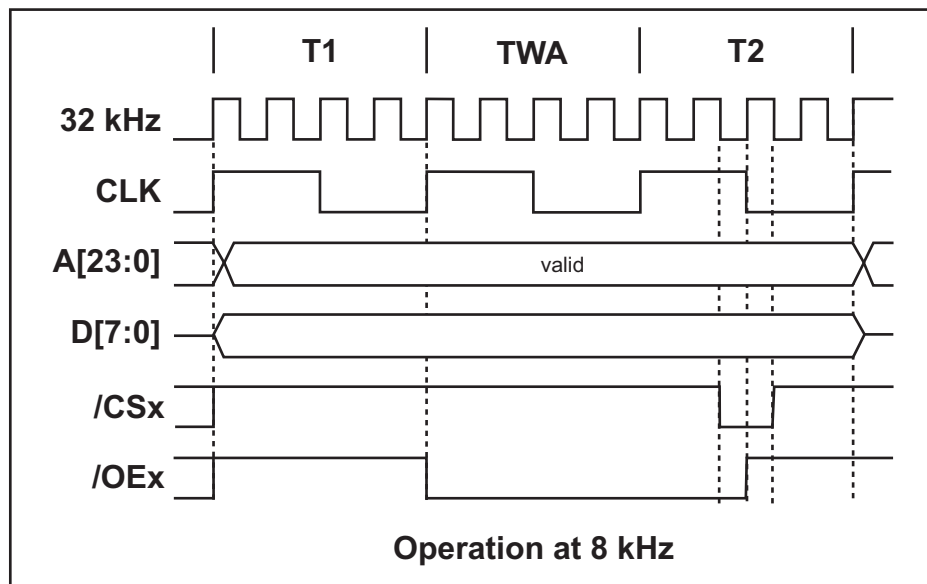 T1 TWA T2
32 kHz
CLK
A[23:0] valid
D[7:0]
/CSx
/OEx
Operation at 8 kHz